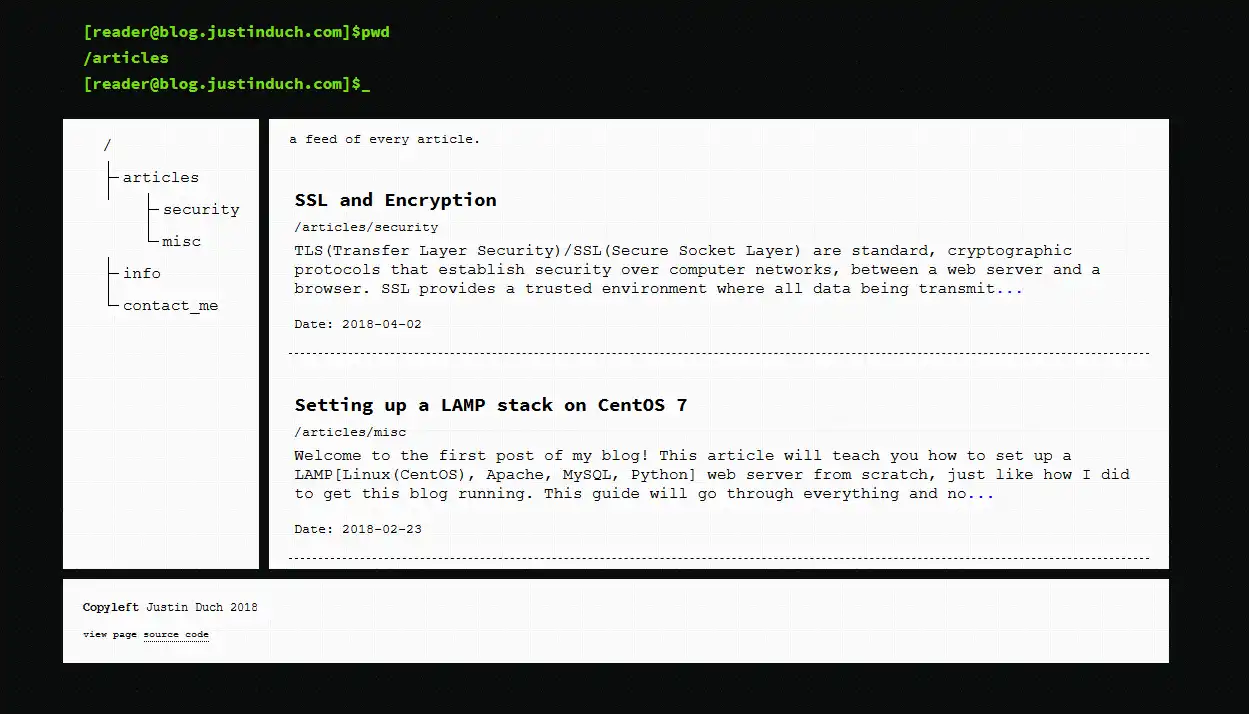 [reader@blog.justinduch.com]$pwd
/articles
[reader@blog.justinduch.com]$_
/
articles
security
misc
info
contact_me
a feed of every article.
SSL and Encryption
/articles/security
TLS(Transfer Layer Security)/SSL(Secure Socket Layer) are standard, cryptographic
protocols that establish security over computer networks, between a web server and a
browser. SSL provides a trusted environment where all data being transmit...
Date: 2018-04-02
Setting up a LAMP stack on CentOS 7
/articles/misc
Welcome to the first post of my blog! This article will teach you how to set up a
LAMP[Linux(CentOS), Apache, MySQL, Python] web server from scratch, just like how I did
to get this blog running. This guide will go through everything and no...
Date: 2018-02-23
Copyleft Justin Duch 2018
view page source code